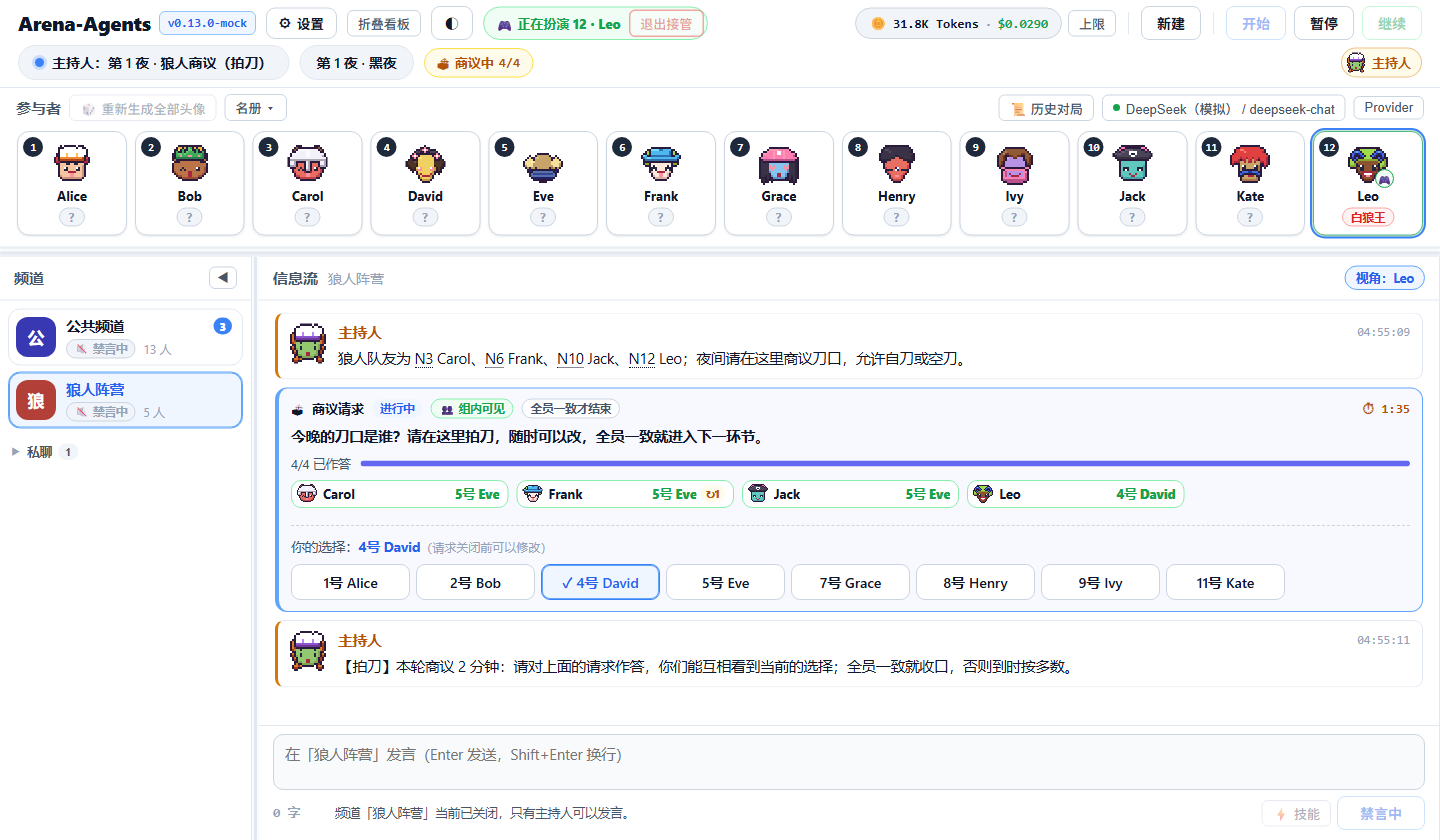 Arena-Agents v0.13.0-mock 设置 折叠看板 正在扮演 12 · Leo 退出接管 31.8K Tokens · $0.0290 上限 新建 开始 暂停 继续
主持人：第 1 夜 · 狼人商议（拍刀） 第 1 夜 · 黑夜 商议中 4/4 主持人
参与者 重新生成全部头像 名册 历史对局 DeepSeek（模拟） / deepseek-chat Provider
1 2 3 4 5 6 7 8 9 10 11 12
Alice Bob Carol David Eve Frank Grace Henry Ivy Jack Kate Leo
? ? ? ? ? ? ? ? ? ? ? 白狼王
频道
公 公共频道 3
禁言中 13 人
狼 狼人阵营
禁言中 5 人
私聊 1
信息流 狼人阵营 视角：Leo
主持人 04:55:09
狼人队友为 N3 Carol、N6 Frank、N10 Jack、N12 Leo；夜间请在这里商议刀口，允许自刀或空刀。
商议请求 进行中 组内可见 全员一致才结束 1:35
今晚的刀口是谁？请在这里拍刀，随时可以改，全员一致就进入下一环节。
4/4 已作答
Carol 5号 Eve Frank 5号 Eve ↻1 Jack 5号 Eve Leo 4号 David
你的选择：4号 David（请求关闭前可以修改）
1号 Alice 2号 Bob ✓ 4号 David 5号 Eve 7号 Grace 8号 Henry 9号 Ivy 11号 Kate
主持人 04:55:11
【拍刀】本轮商议 2 分钟：请对上面的请求作答，你们能互相看到当前的选择；全员一致就收口，否则到时按多数。
在「狼人阵营」发言（Enter 发送，Shift+Enter 换行）
0 字 频道「狼人阵营」当前已关闭，只有主持人可以发言。 技能 禁言中